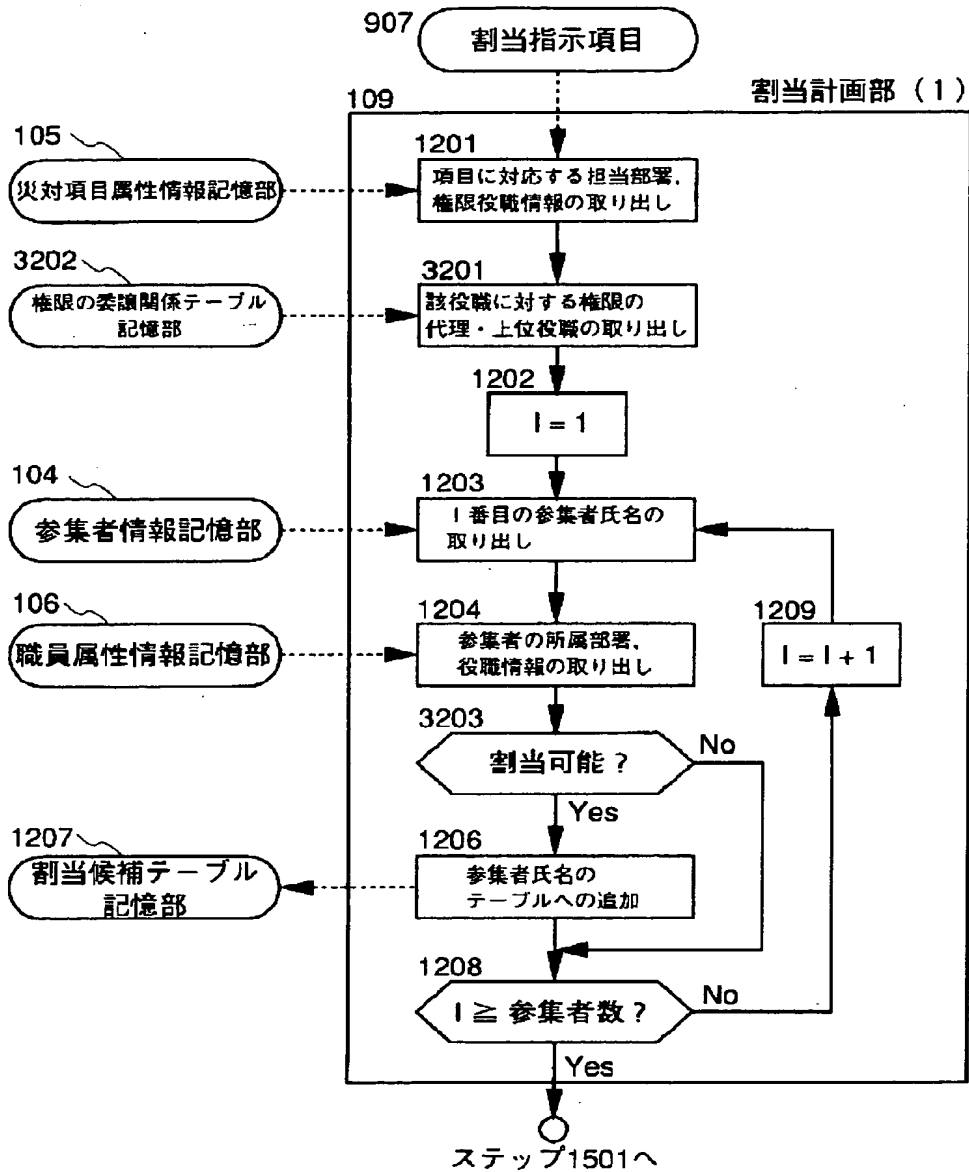 907
割当指示項目
割当計画部（1）
109
105
災対項目属性情報記憶部
1201
項目に対応する担当部署,
権限役職情報の取り出し
3202
権限の委譲関係テーブル
記憶部
3201
該役職に対する権限の
代理・上位役職の取り出し
1202
I = 1
104
参集者情報記憶部
1203
I 番目の参集者氏名の
取り出し
106
職員属性情報記憶部
1204
参集者の所属部署,
役職情報の取り出し
1209
I = I + 1
3203
割当可能？
No
Yes
1207
割当候補テーブル
記憶部
1206
参集者氏名の
テーブルへの追加
1208
I ≧ 参集者数？
No
Yes
ステップ1501へ